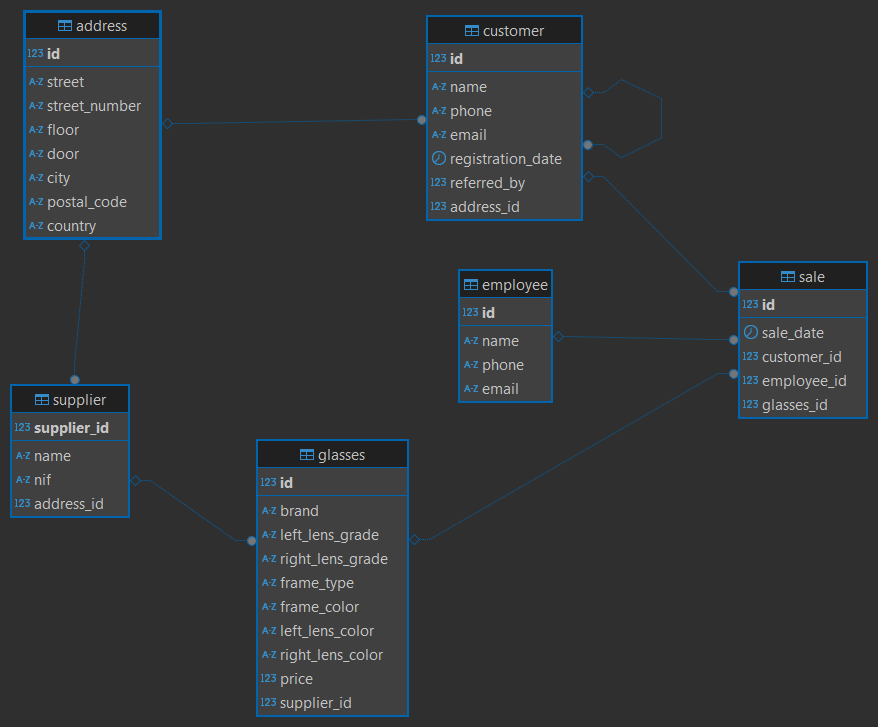 address
123 id
A-Z street
A-Z street_number
A-Z floor
A-Z door
A-Z city
A-Z postal_code
A-Z country
customer
123 id
A-Z name
A-Z phone
A-Z email
registration_date
123 referred_by
123 address_id
employee
123 id
A-Z name
A-Z phone
A-Z email
sale
123 id
sale_date
123 customer_id
123 employee_id
123 glasses_id
supplier
123 supplier_id
A-Z name
A-Z nif
123 address_id
glasses
123 id
A-Z brand
A-Z left_lens_grade
A-Z right_lens_grade
A-Z frame_type
A-Z frame_color
A-Z left_lens_color
A-Z right_lens_color
123 price
123 supplier_id